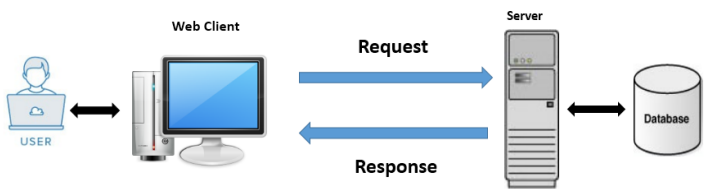 Server
Web Client
Request
Database
USER
Response